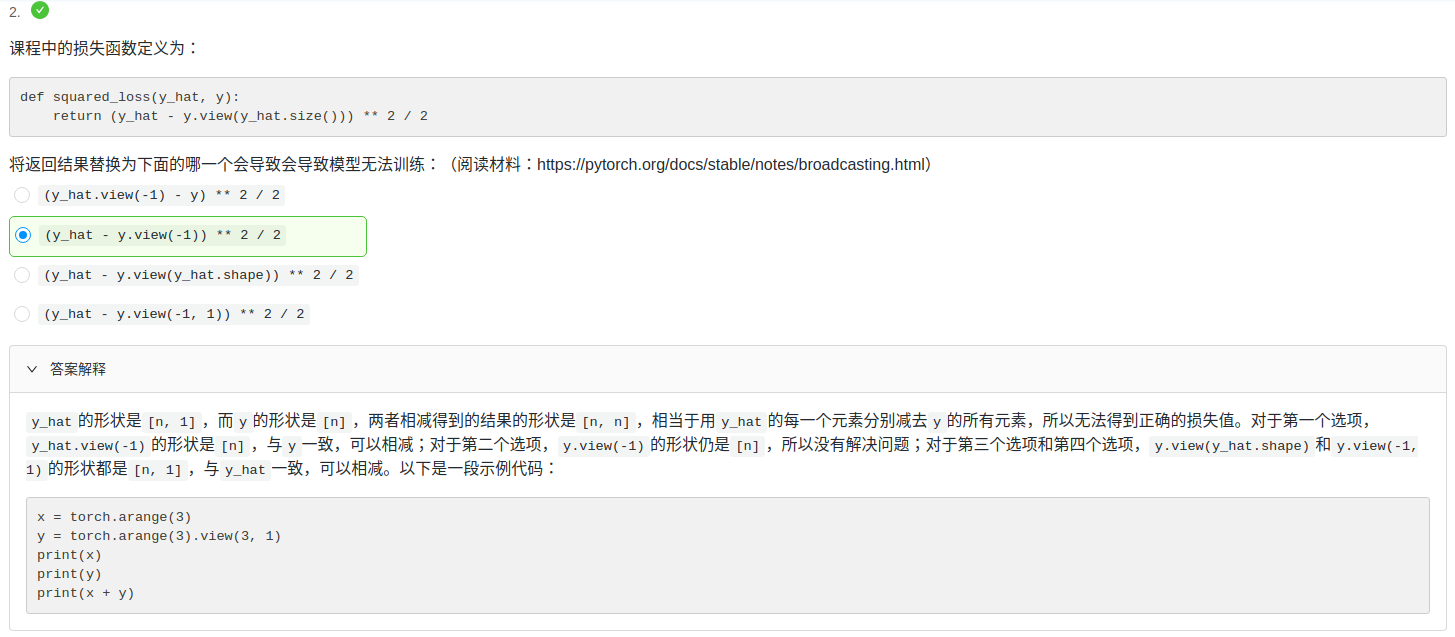 2.
课程中的损失函数定义为：
def squared_loss(y_hat, y):
    return (y_hat - y.view(y_hat.size())) ** 2 / 2
将返回结果替换为下面的哪一个会导致会导致模型无法训练：（阅读材料：https://pytorch.org/docs/stable/notes/broadcasting.html）
(y_hat.view(-1) - y) ** 2 / 2
(y_hat - y.view(-1)) ** 2 / 2
(y_hat - y.view(y_hat.shape)) ** 2 / 2
(y_hat - y.view(-1, 1)) ** 2 / 2
答案解释
y_hat 的形状是 [n, 1]，而 y 的形状是 [n]，两者相减得到的结果的形状是 [n, n]，相当于用 y_hat 的每一个元素分别减去 y 的所有元素，所以无法得到正确的损失值。对于第一个选项，
y_hat.view(-1) 的形状是 [n]，与 y 一致，可以相减；对于第二个选项，y.view(-1) 的形状仍是 [n]，所以没有解决问题；对于第三个选项和第四个选项，y.view(y_hat.shape) 和 y.view(-1,
1) 的形状都是 [n, 1]，与 y_hat 一致，可以相减。以下是一段示例代码：
x = torch.arange(3)
y = torch.arange(3).view(3, 1)
print(x)
print(y)
print(x + y)